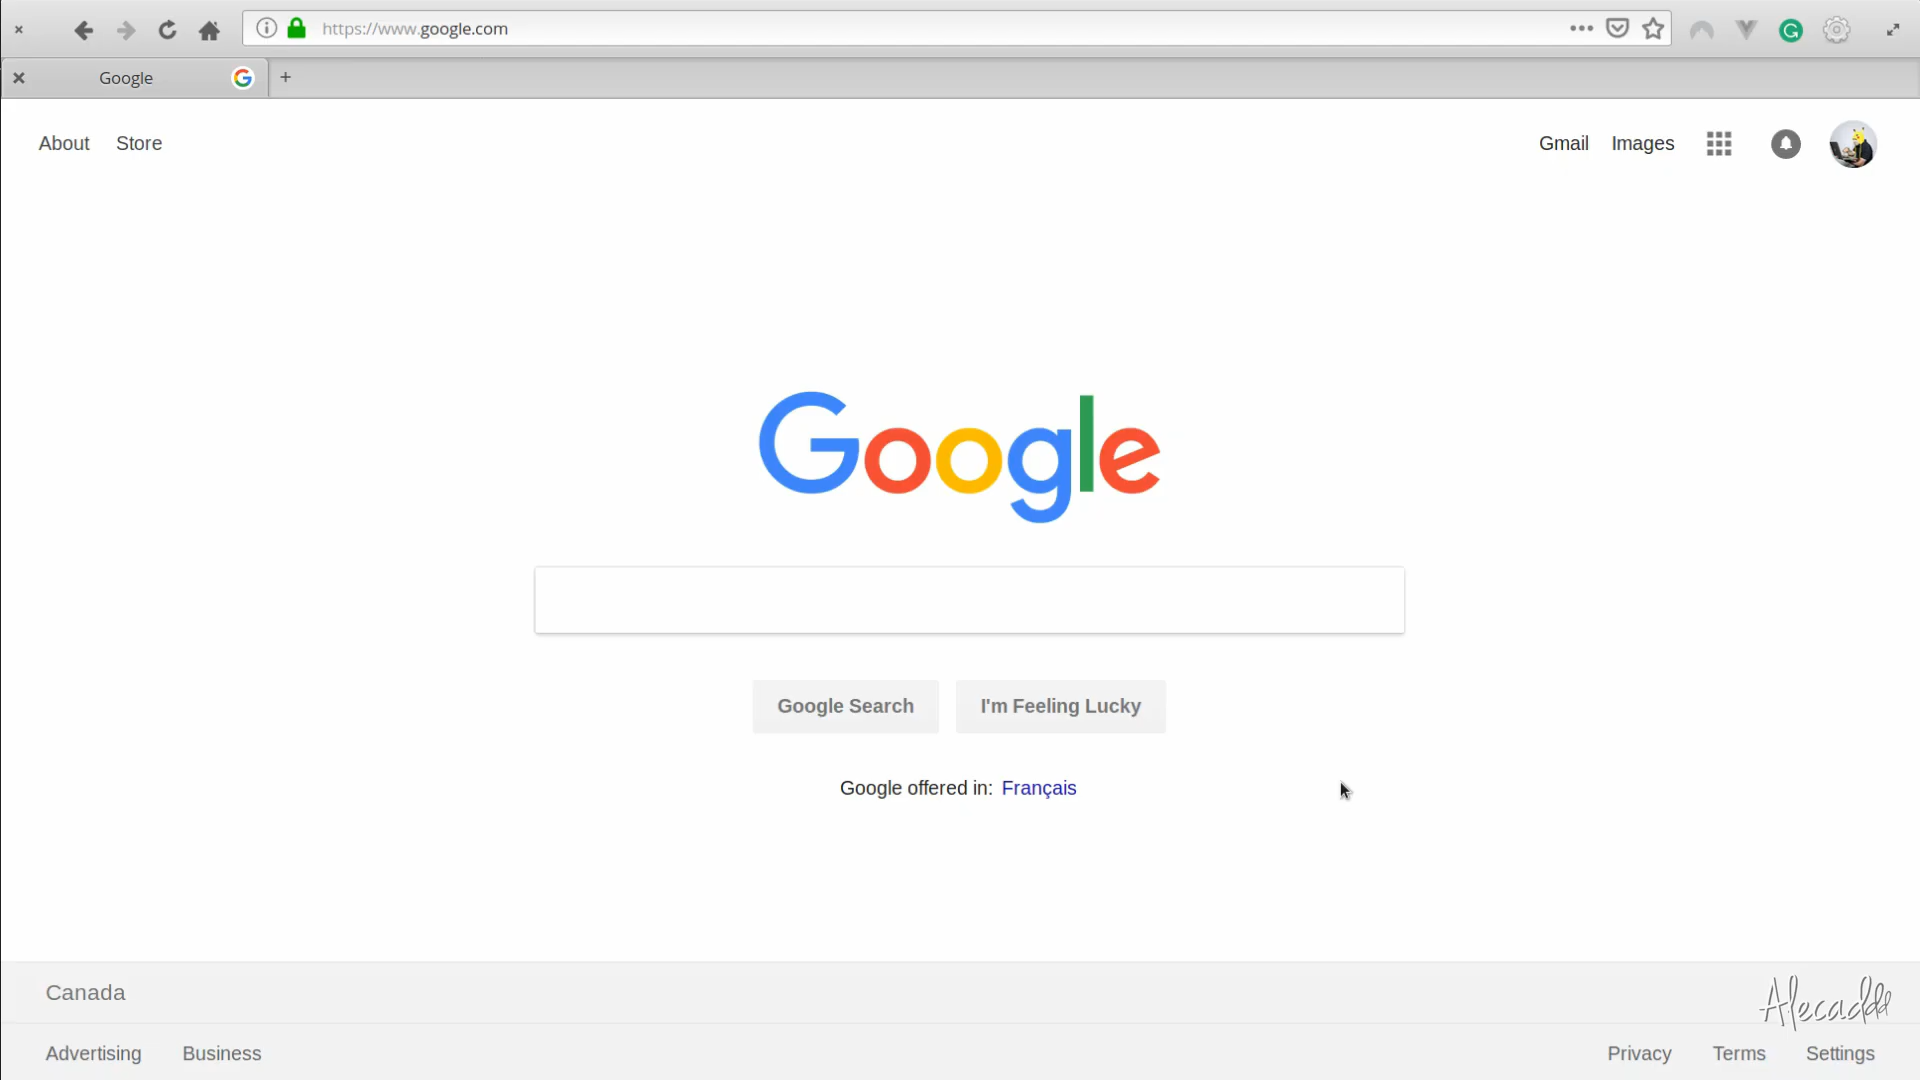 https://www.google.com
Google
About Store
Gmail Images
Google
Google Search I'm Feeling Lucky
Google offered in: Français
Canada
Alecaddd
Advertising Business
Privacy Terms Settings